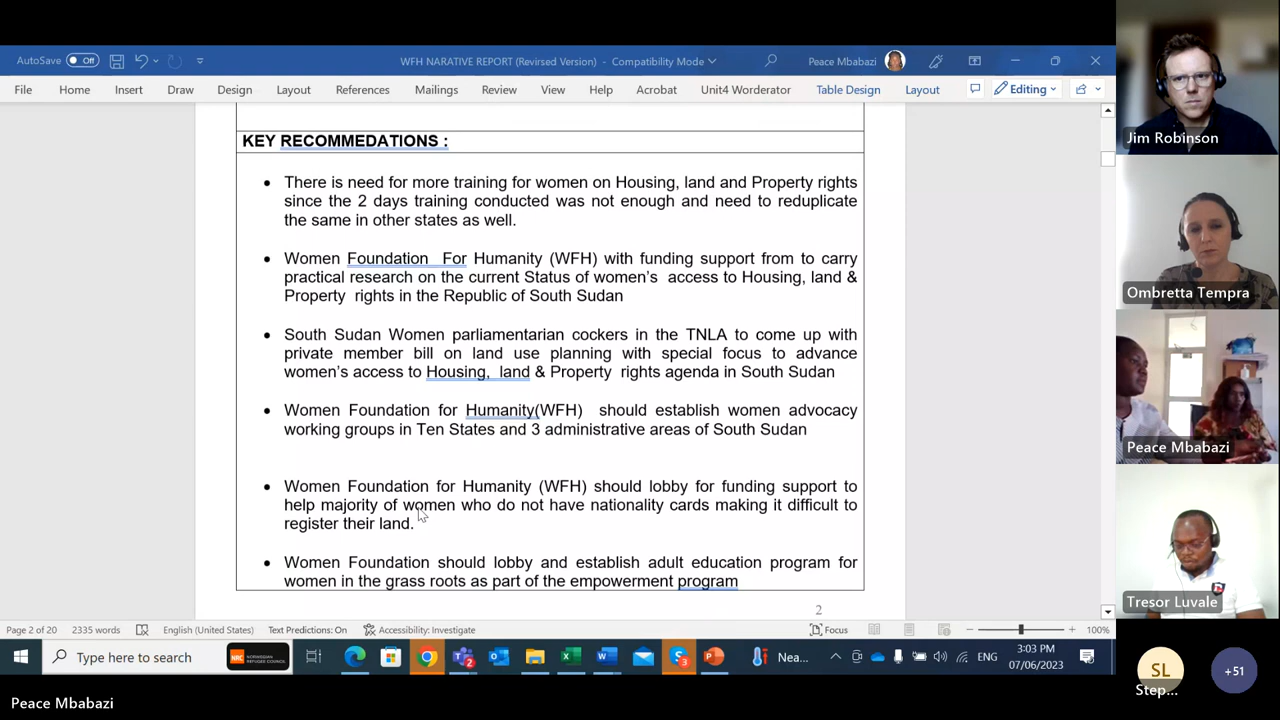 AutoSave Off WFH NARATIVE REPORT (Revirsed Version) - Compatibility Mode Peace Mbabazi
File Home Insert Draw Design Layout References Mailings Review View Help Acrobat Unit4 Worderator Table Design Layout Editing
KEY RECOMMEDATIONS :
• There is need for more training for women on Housing, land and Property rights
since the 2 days training conducted was not enough and need to reduplicate
the same in other states as well.
• Women Foundation For Humanity (WFH) with funding support from to carry
practical research on the current Status of women's access to Housing, land &
Property rights in the Republic of South Sudan
• South Sudan Women parliamentarian cockers in the TNLA to come up with
private member bill on land use planning with special focus to advance
women's access to Housing, land & Property rights agenda in South Sudan
• Women Foundation for Humanity(WFH) should establish women advocacy
working groups in Ten States and 3 administrative areas of South Sudan
• Women Foundation for Humanity (WFH) should lobby for funding support to
help majority of women who do not have nationality cards making it difficult to
register their land.
• Women Foundation should lobby and establish adult education program for
women in the grass roots as part of the empowerment program
2
Page 2 of 20 2335 words English (United States) Text Predictions: On Accessibility: Investigate Focus 100%
Type here to search NRC NORWEGIAN REFUGEE COUNCIL Nea... ENG 3:03 PM
07/06/2023
Jim Robinson
Ombretta Tempra
Peace Mbabazi
Tresor Luvale
SL +51
Step...
Peace Mbabazi